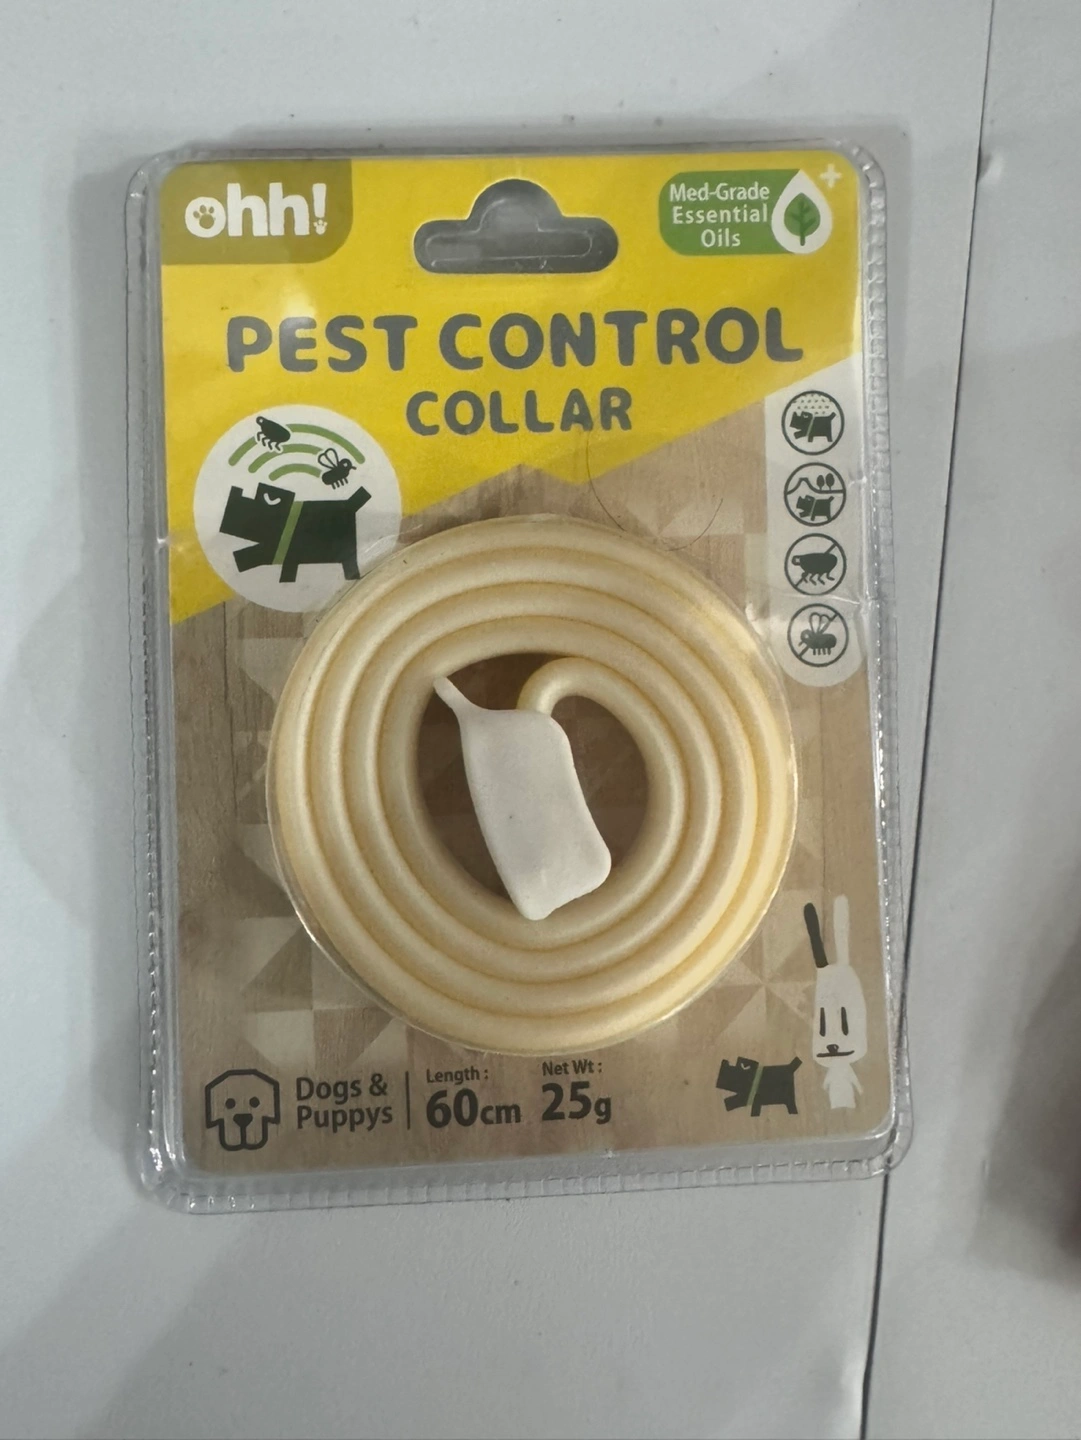 ohh!
Med-Grade
Essential
Oils
PEST CONTROL
COLLAR
Dogs &
Puppys
Length :
60cm
Net Wt :
25g